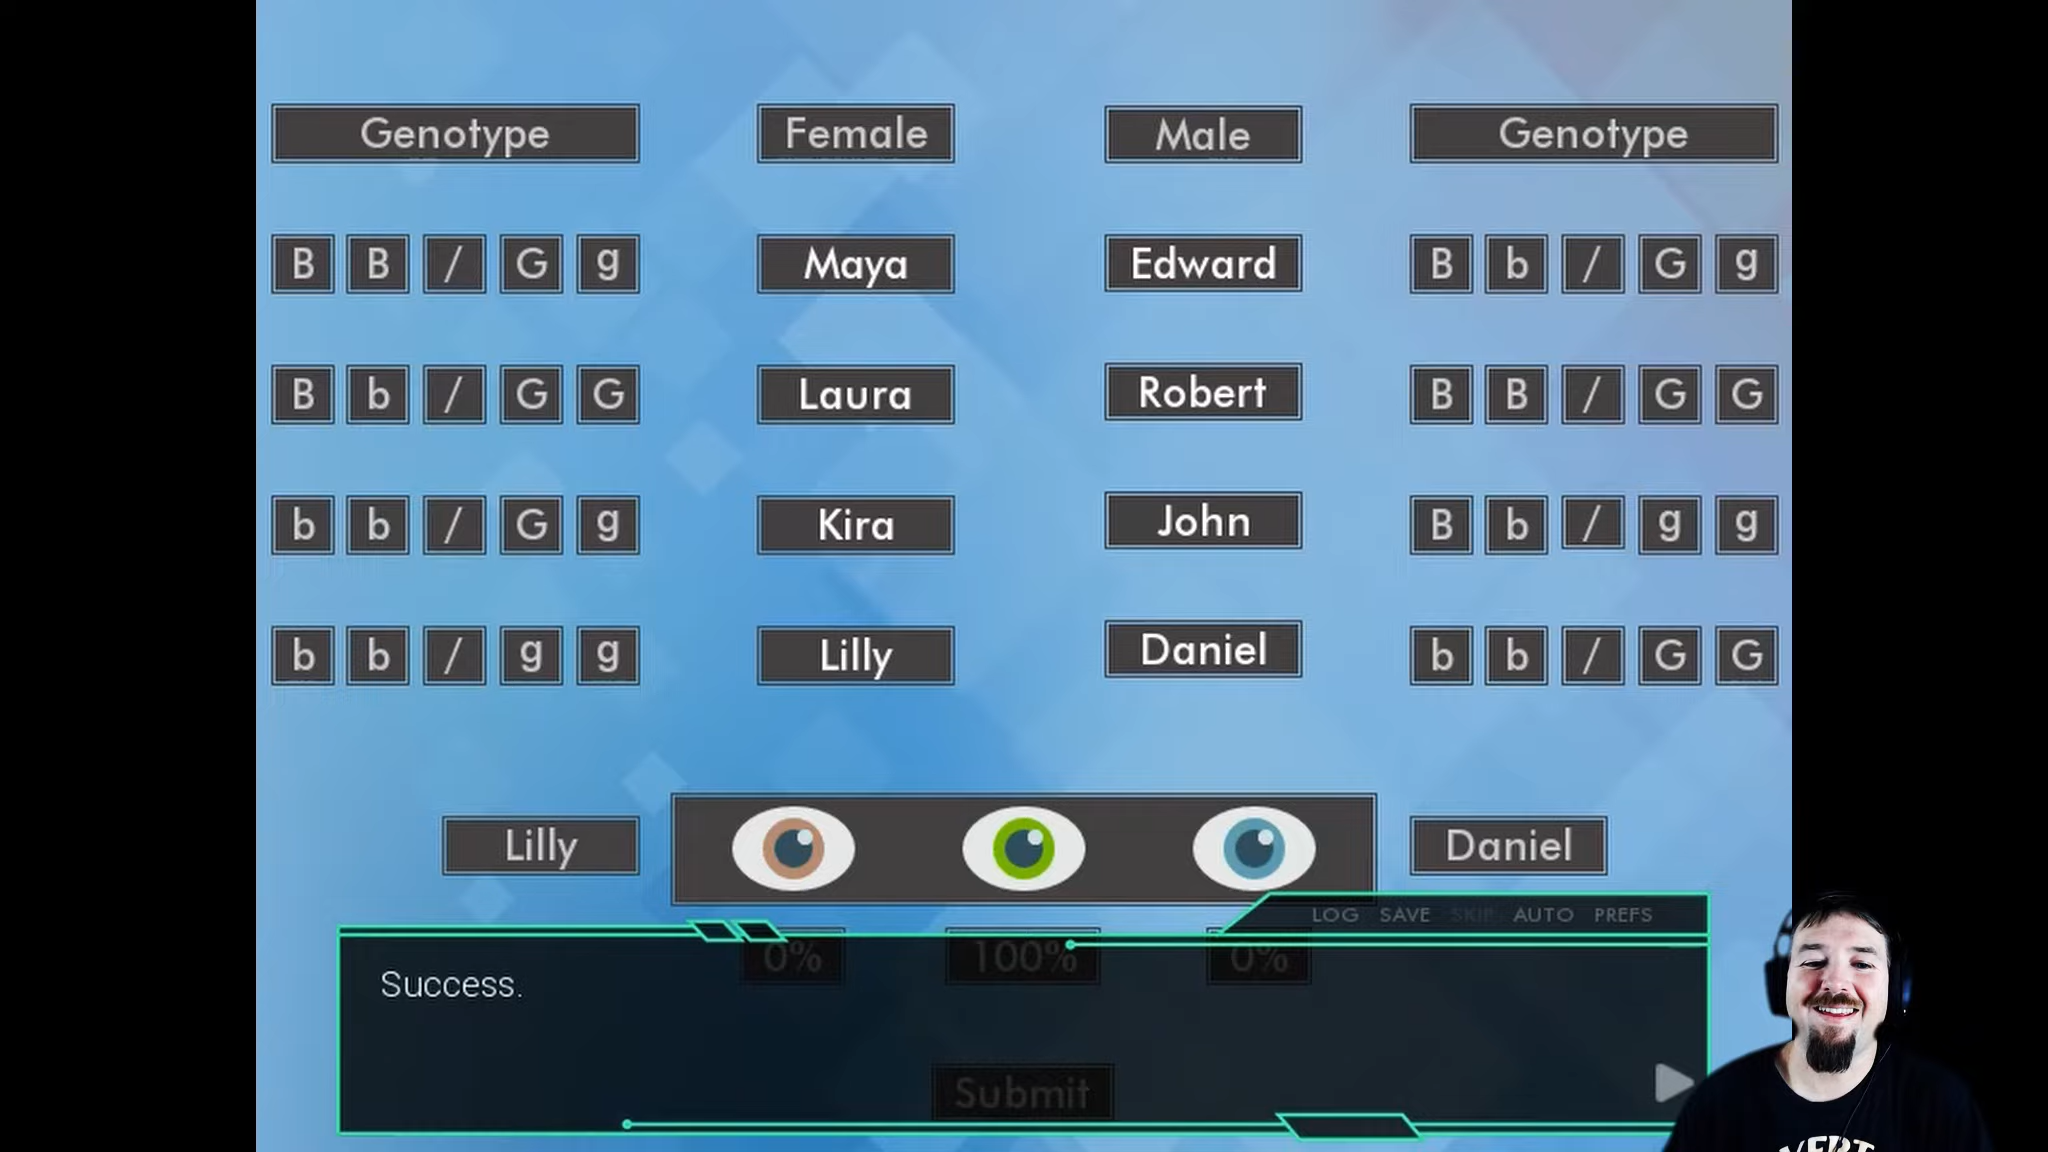 Genotype Female Male Genotype
B B / G g Maya Edward B b / G g
B b / G G Laura Robert B B / G G
b b / G g Kira John B b / g g
b b / g g Lilly Daniel b b / G G
Lilly Daniel
LOG SAVE SKIP AUTO PREFS
0% 100% 0%
Success.
Submit